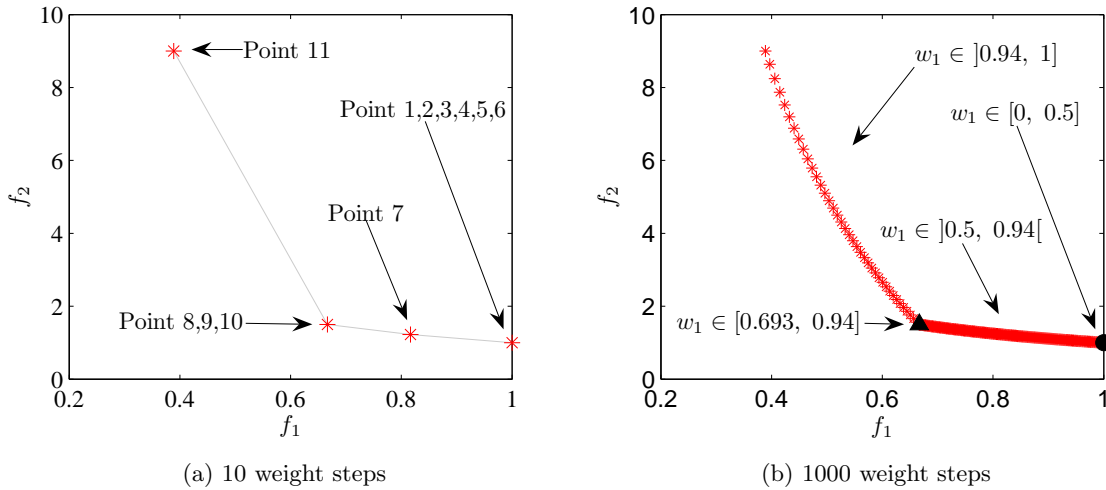 10
Point 11
8
Point 1,2,3,4,5,6
6
f2
Point 7
4
2
Point 8,9,10
0
0.2
0.4
0.6
0.8
1
f1
(a) 10 weight steps
10
w1 ∈ ]0.94, 1]
8
w1 ∈ [0, 0.5]
6
f2
w1 ∈ ]0.5, 0.94[
4
2
w1 ∈ [0.693, 0.94]
0
0.2
0.4
0.6
0.8
1
f1
(b) 1000 weight steps